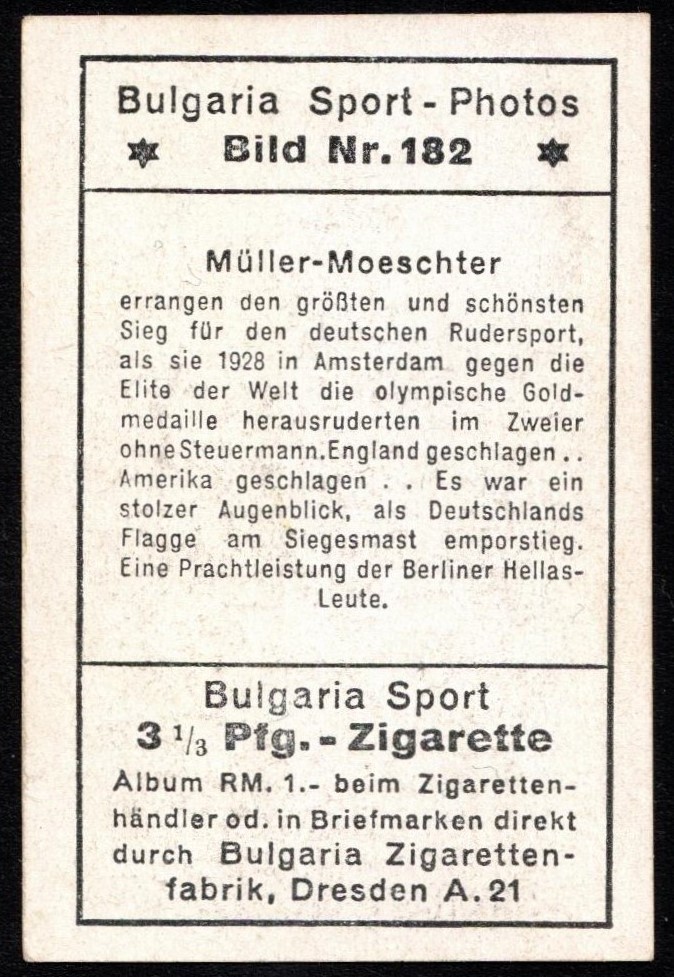 Bulgaria Sport - Photos
Bild Nr. 182
Müller-Moeschter
errangen den größten und schönsten
Sieg für den deutschen Rudersport,
als sie 1928 in Amsterdam gegen die
Elite der Welt die olympische Gold-
medaille herausruderten im Zweier
ohne Steuermann. England geschlagen . .
Amerika geschlagen . . Es war ein
stolzer Augenblick, als Deutschlands
Flagge am Siegesmast emporstieg.
Eine Prachtleistung der Berliner Hellas-
Leute.
Bulgaria Sport
3 1/3 Pfg. - Zigarette
Album RM. 1.- beim Zigaretten-
händler od. in Briefmarken direkt
durch Bulgaria Zigaretten-
fabrik, Dresden A. 21